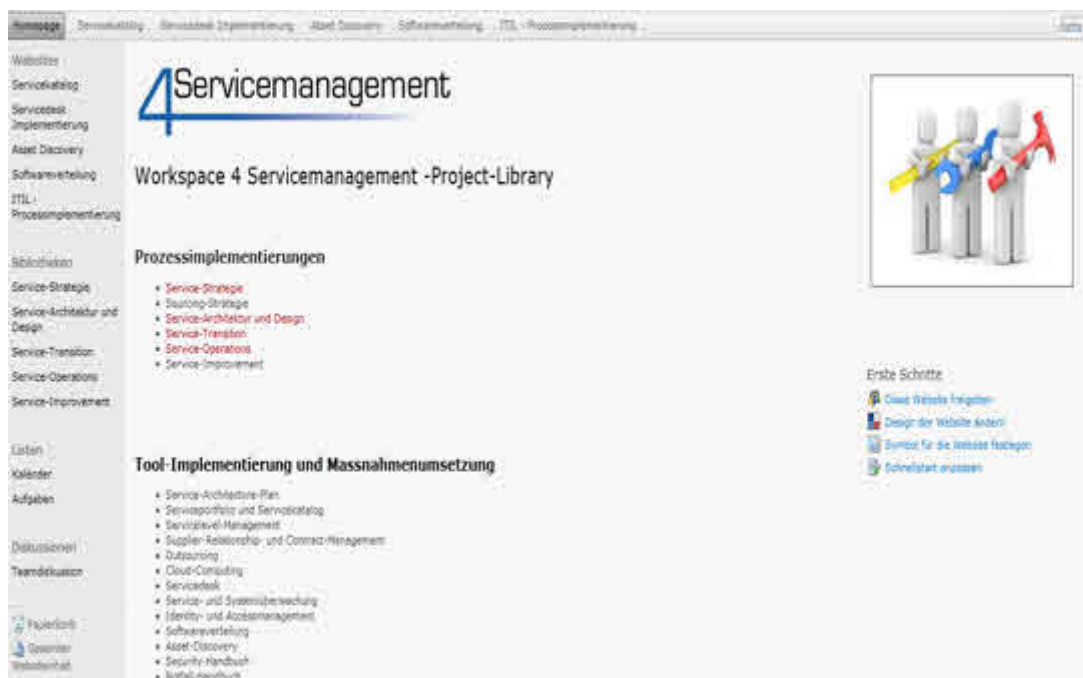 Homepage Servicekatalog Servicedesk Implementierung Asset Discovery Softwareverteilung ITIL - Prozessimplementierung
Websites
Servicekatalog
Servicedesk
Implementierung
Asset Discovery
Softwareverteilung
ITIL -
Prozessimplementierung
Bibliotheken
Service-Strategie
Service-Architektur und
Design
Service-Transition
Service-Operations
Service-Improvement
Listen
Kalender
Aufgaben
Diskussionen
Teamdiskussion
Papierkorb
Gesamter
Websiteinhalt
4Servicemanagement
Workspace 4 Servicemanagement -Project-Library
Prozessimplementierungen
Service-Strategie
Sourcing-Strategie
Service-Architektur und Design
Service-Transition
Service-Operations
Service-Improvement
Tool-Implementierung und Massnahmenumsetzung
Service-Architecture-Plan
Serviceportfolio und Servicekatalog
Servicelevel-Management
Supplier-Relationship- und Contract-Management
Outsourcing
Cloud-Computing
Servicedesk
Service- und Systemüberwachung
Identity- und Accessmanagement
Softwareverteilung
Asset-Discovery
Security-Handbuch
Notfall-Handbuch
Erste Schritte
Diese Website freigeben
Design der Website ändern
Symbol für die Website festlegen
Schnellstart anpassen